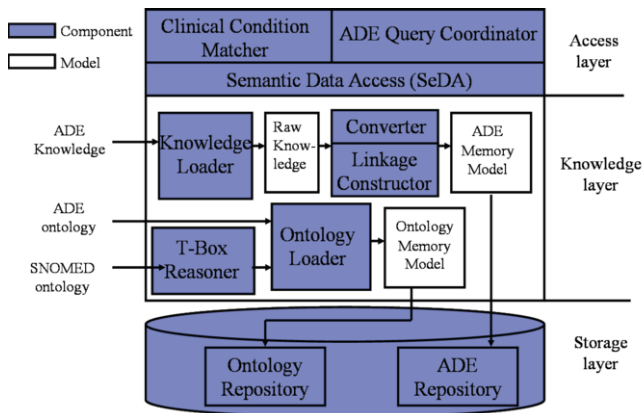 Component
Model
Clinical Condition
Matcher
ADE Query Coordinator
Semantic Data Access (SeDA)
Access
layer
ADE
Knowledge
Knowledge
Loader
Raw
Know-
ledge
Converter
Linkage
Constructor
ADE
Memory
Model
Knowledge
layer
ADE
ontology
SNOMED
ontology
T-Box
Reasoner
Ontology
Loader
Ontology
Memory
Model
Ontology
Repository
ADE
Repository
Storage
layer